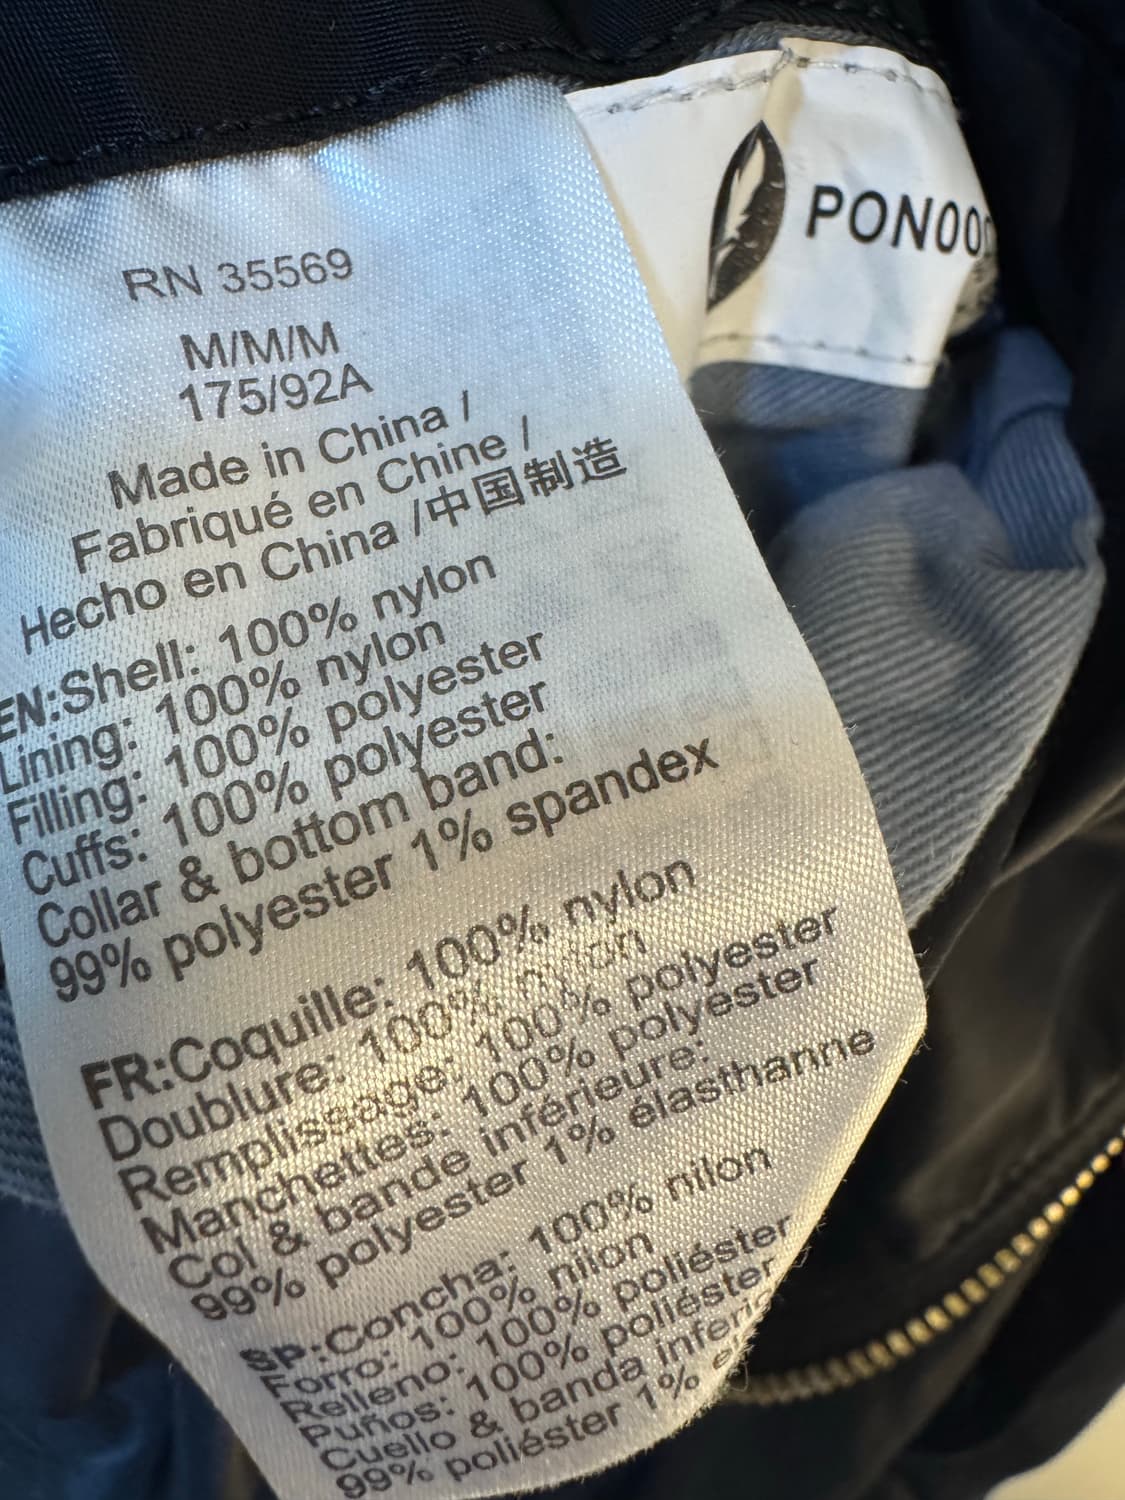 PON00
RN 35569
M/M/M
175/92A
Made in China /
Fabriqué en Chine /
Hecho en China /中国制造
EN:Shell: 100% nylon
Lining: 100% nylon
Filling: 100% polyester
Cuffs: 100% polyester
Collar & bottom band:
99% polyester 1% spandex
FR:Coquille: 100% nylon
Doublure: 100% nylon
Remplissage: 100% polyester
Manchettes: 100% polyester
Col & bande inférieure:
99% polyester 1% élasthanne
SP:Concha: 100% nilon
Forro: 100% nilon
Relleno: 100% poliéster
Puños: 100% poliéster
Cuello & banda inferio
99% poliéster 1% e